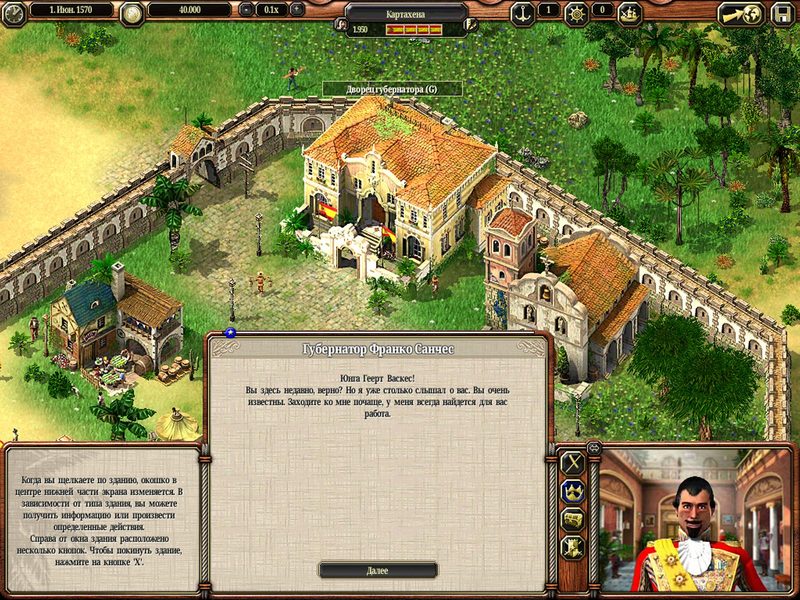 1. Июн. 1570
40.000
0.1x
Картахена
1.950
1
0
Дворец губернатора (G)
Губернатор Франко Санчес
Юнга Геерт Васкес!
Вы здесь недавно, верно? Но я уже столько слышал о вас. Вы очень
известны. Заходите ко мне почаще, у меня всегда найдется для вас
работа.
Далее
Когда вы щелкаете по зданию, окошко в
центре нижней части экрана изменяется. В
зависимости от типа здания, вы можете
получить информацию или произвести
определенные действия.
Справа от окна здания расположено
несколько кнопок. Чтобы покинуть здание,
нажмите на кнопке 'X'.